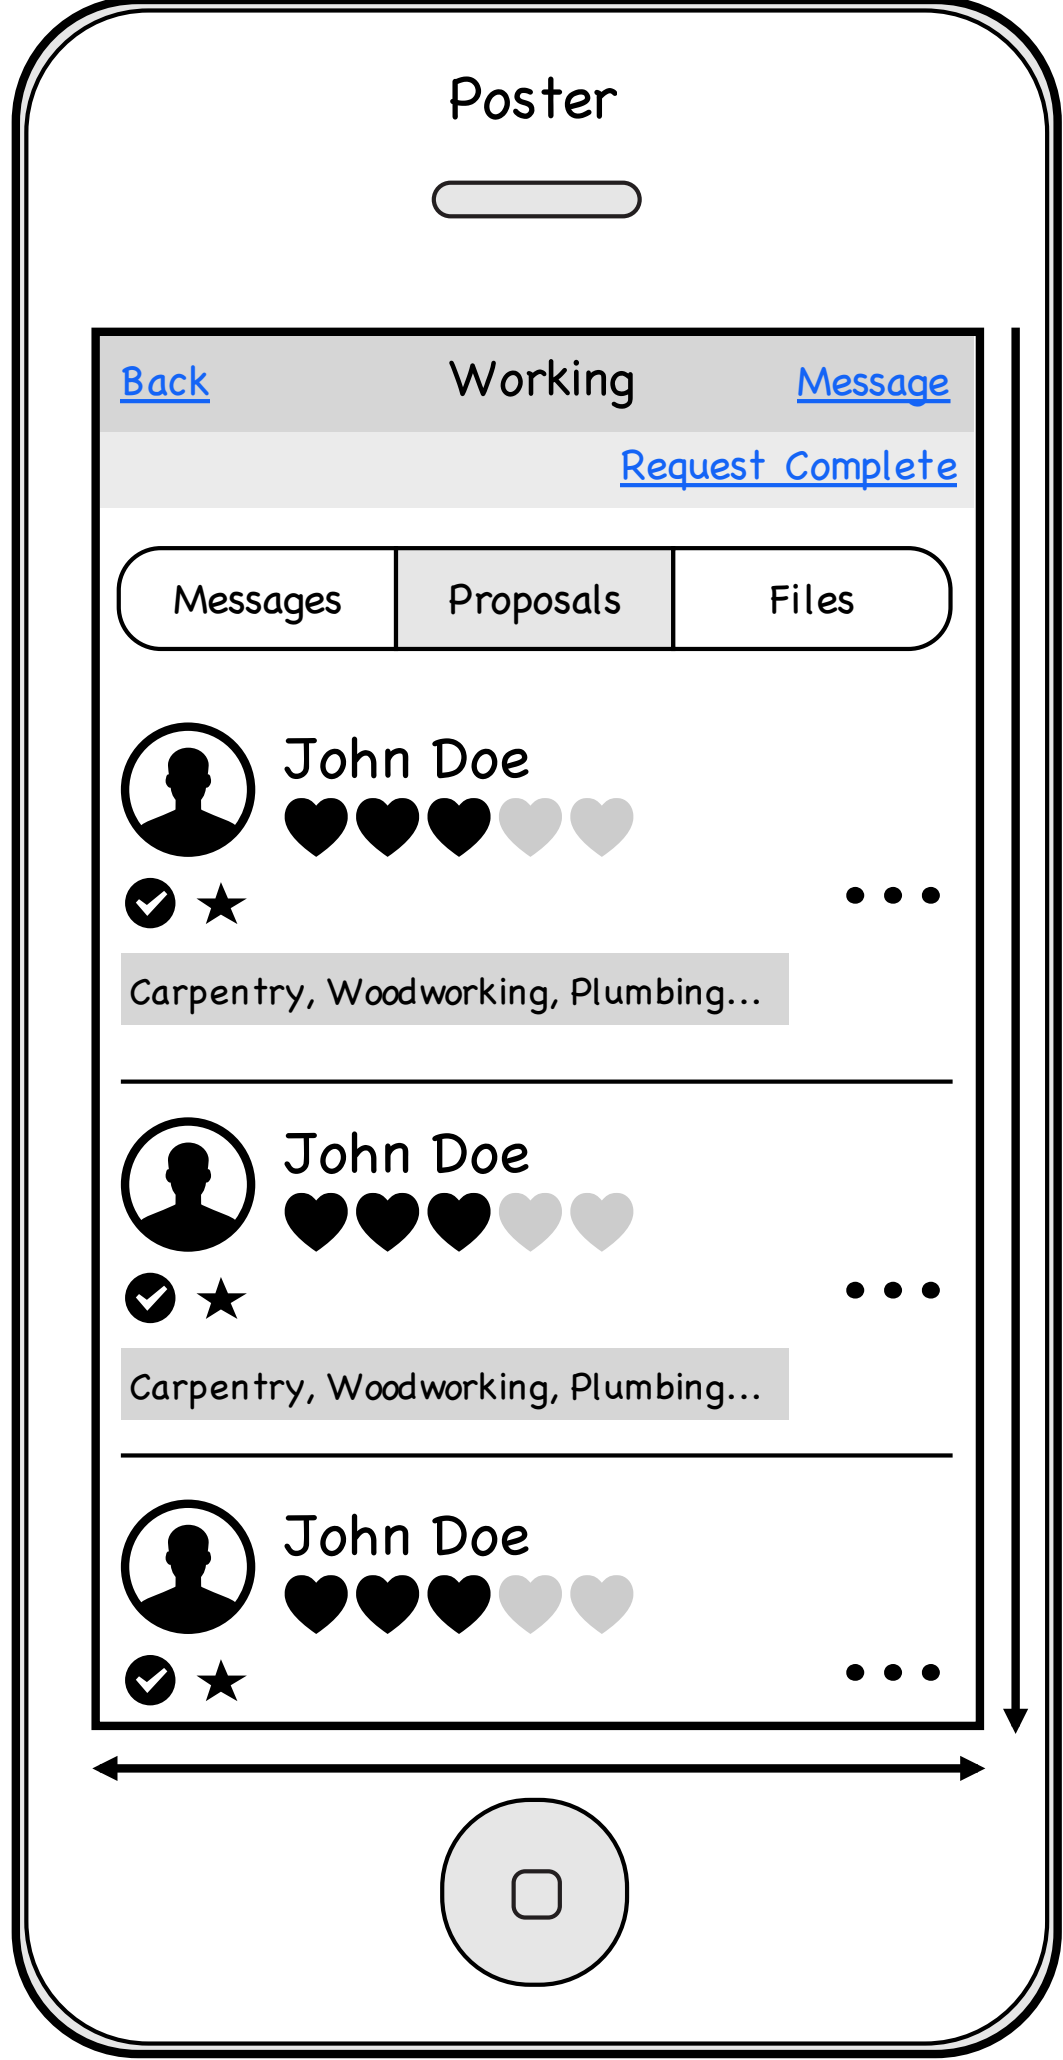 Poster
Back Working Message
Request Complete
Messages Proposals Files
John Doe
Carpentry, Woodworking, Plumbing...
John Doe
Carpentry, Woodworking, Plumbing...
John Doe